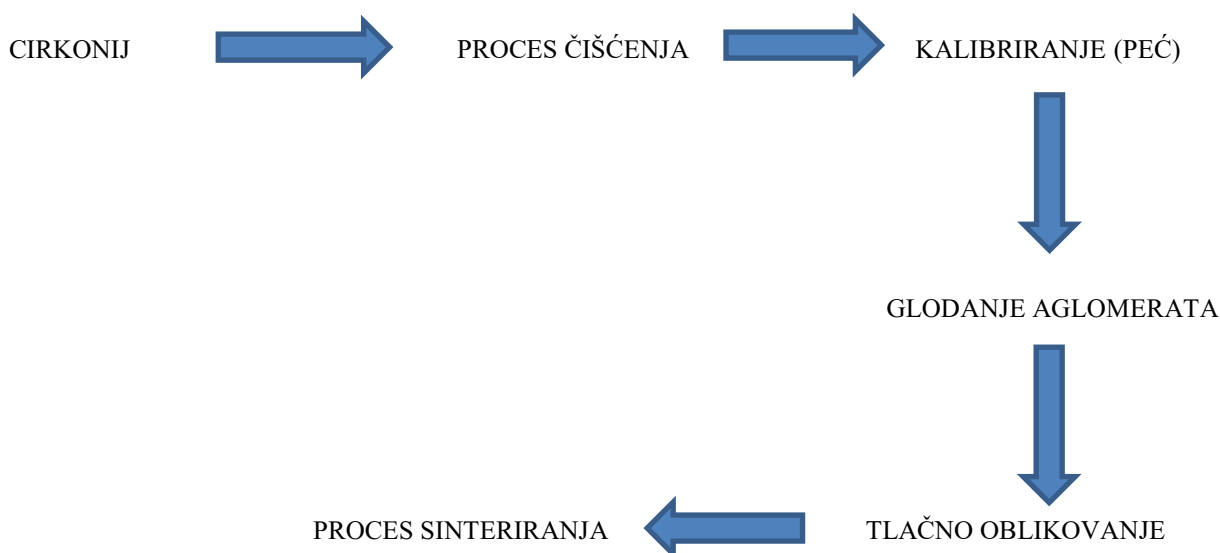 CIRKONIJ
PROCES ČIŠĆENJA
KALIBRIRANJE (PEĆ)
GLODANJE AGLOMERATA
TLAČNO OBLIKOVANJE
PROCES SINTERIRANJA